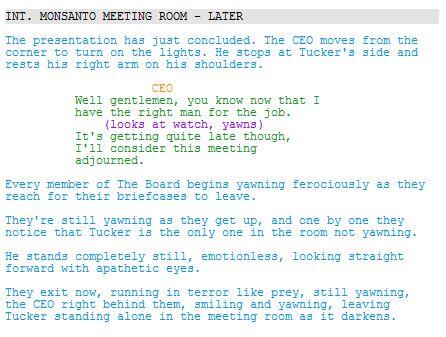 INT. MONSANTO MEETING ROOM - LATER
The presentation has just concluded. The CEO moves from the
corner to turn on the lights. He stops at Tucker's side and
rests his right arm on his shoulders.
CEO
Well gentlemen, you know now that I
have the right man for the job.
(looks at watch, yawns)
It's getting quite late though,
I'll consider this meeting
adjourned.
Every member of The Board begins yawning ferociously as they
reach for their briefcases to leave.
They're still yawning as they get up, and one by one they
notice that Tucker is the only one in the room not yawning.
He stands completely still, emotionless, looking straight
forward with apathetic eyes.
They exit now, running in terror like prey, still yawning,
the CEO right behind them, smiling and yawning, leaving
Tucker standing alone in the meeting room as it darkens.